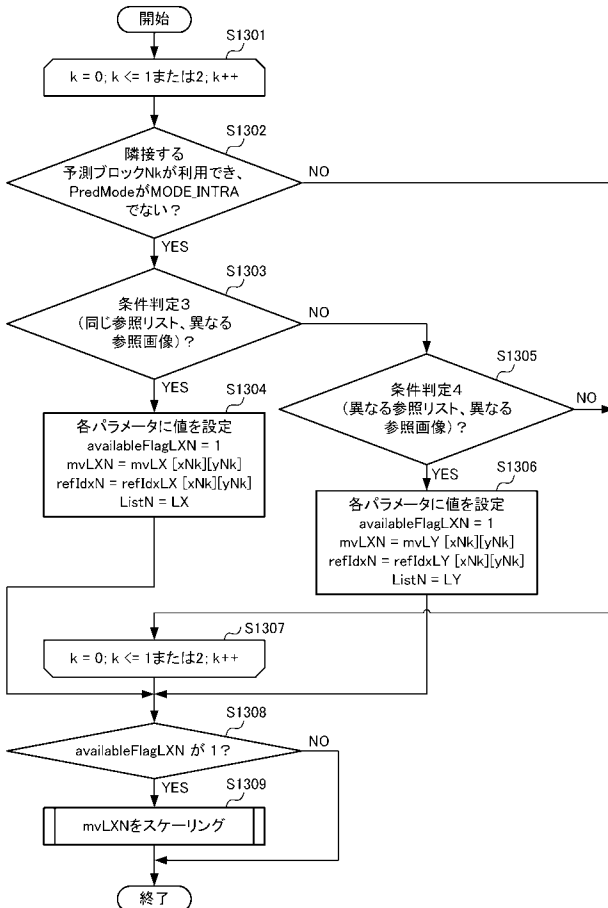 開始
S1301
k = 0; k <= 1または2; k++
S1302
隣接する
予測ブロックNkが利用でき、
PredModeがMODE_INTRA
でない?
NO
YES
S1303
条件判定3
(同じ参照リスト、異なる
参照画像)?
NO
YES
S1304
各パラメータに値を設定
availableFlagLXN = 1
mvLXN = mvLX [xNk][yNk]
refIdxN = refIdxLX [xNk][yNk]
ListN = LX
S1305
条件判定4
(異なる参照リスト、異なる
参照画像)?
NO
YES
S1306
各パラメータに値を設定
availableFlagLXN = 1
mvLXN = mvLY [xNk][yNk]
refIdxN = refIdxLY [xNk][yNk]
ListN = LY
S1307
k = 0; k <= 1または2; k++
S1308
availableFlagLXN が 1?
NO
YES
S1309
mvLXNをスケーリング
終了